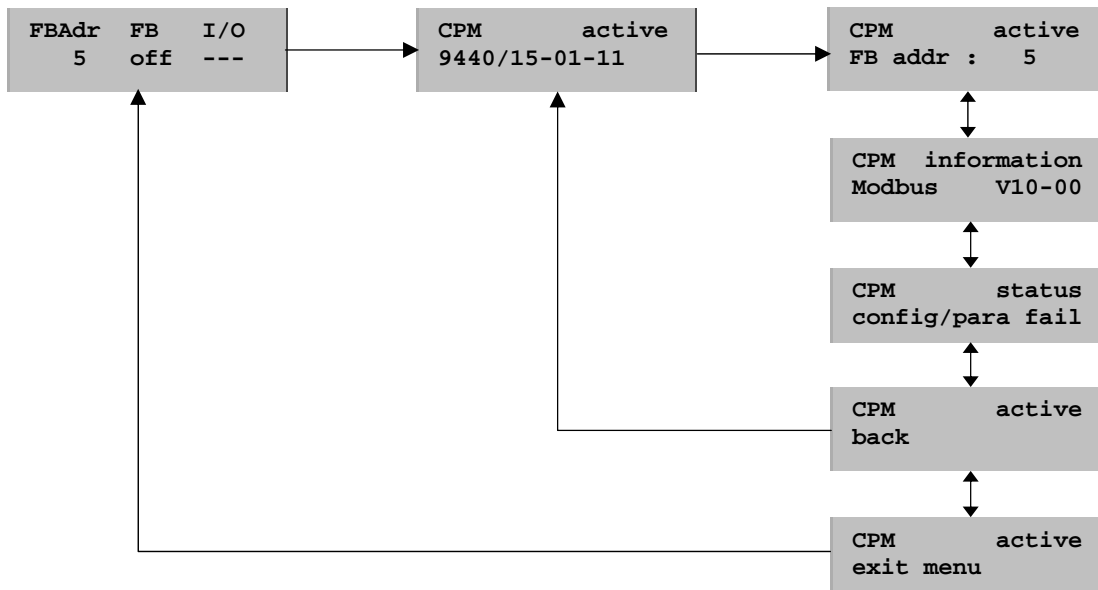 FBAdr FB I/O
5 off ---
CPM active
9440/15-01-11
CPM active
FB addr : 5
CPM information
Modbus V10-00
CPM status
config/para fail
CPM active
back
CPM active
exit menu